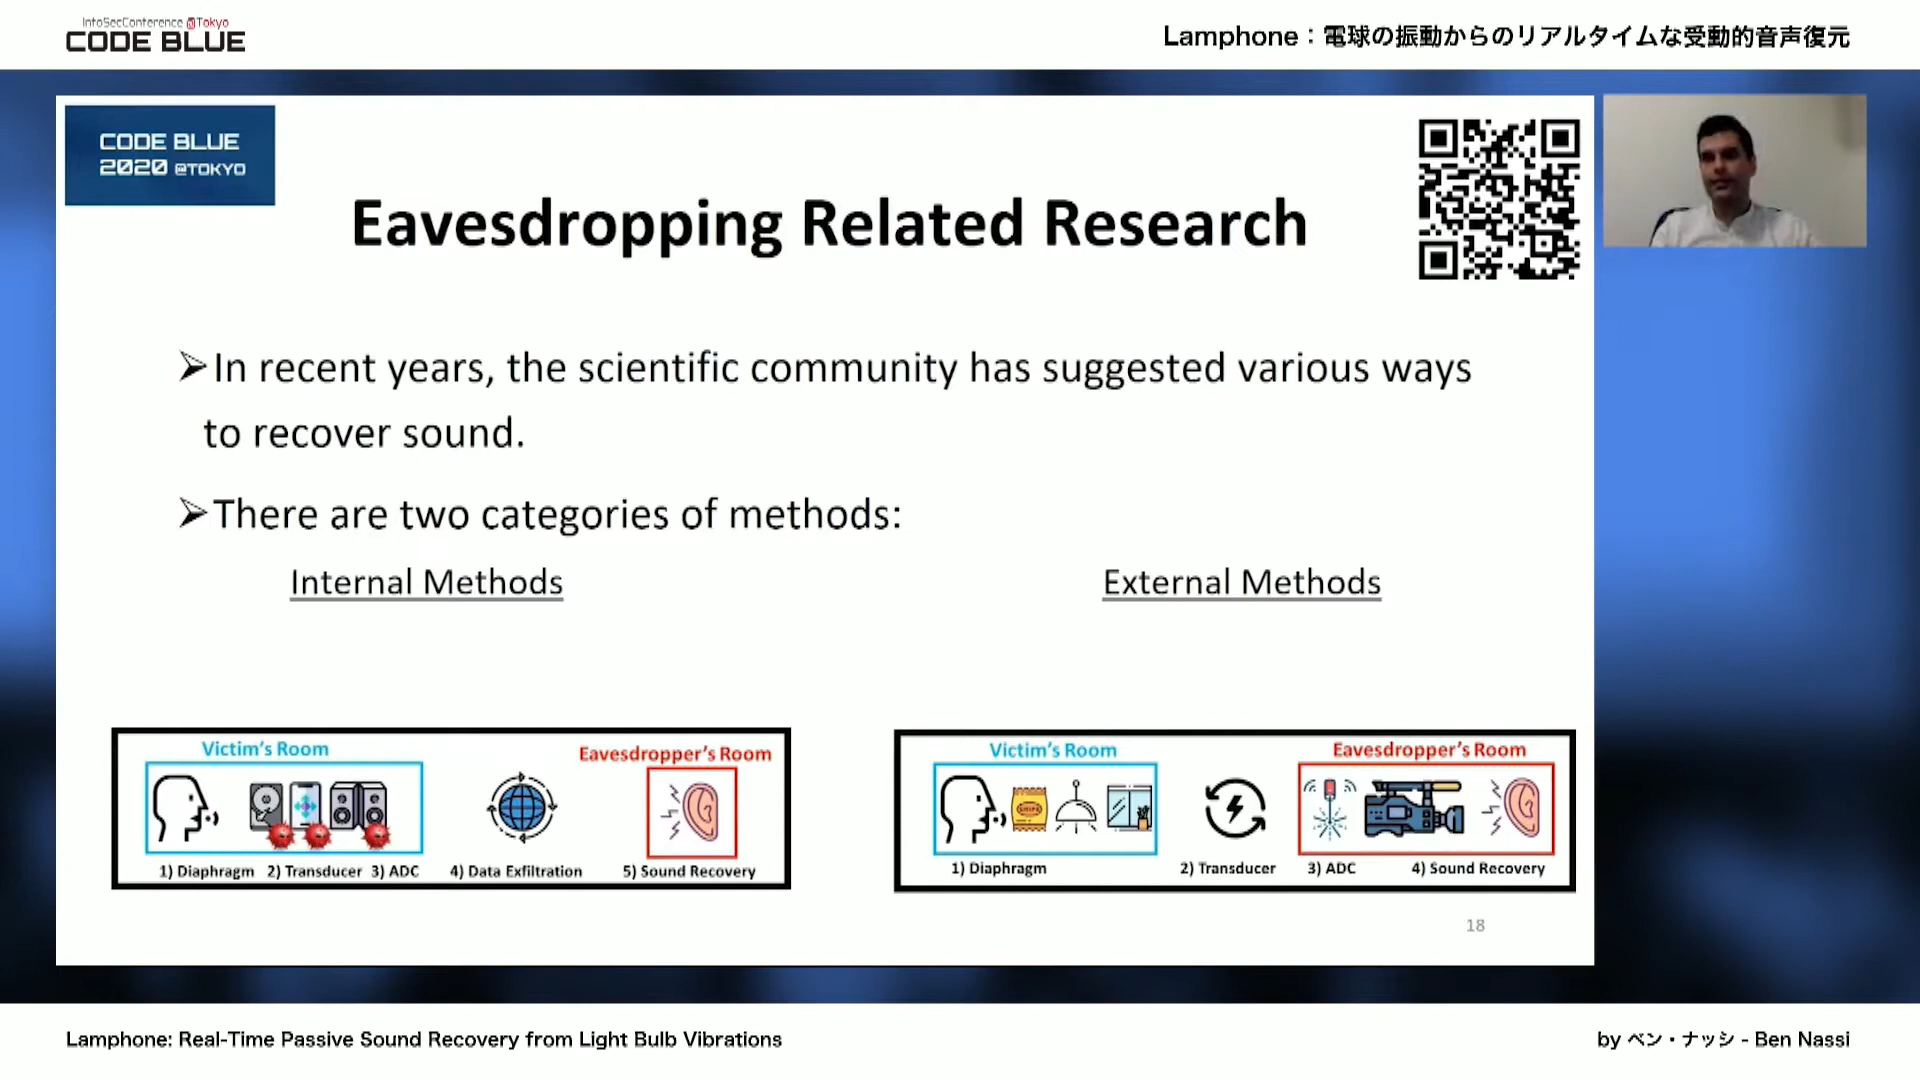 InfoSecConference @Tokyo
CODE BLUE
Lamphone：電球の振動からのリアルタイムな受動的音声復元
CODE BLUE
2020 @TOKYO
Eavesdropping Related Research
➢In recent years, the scientific community has suggested various ways
to recover sound.
➢There are two categories of methods:
Internal Methods
External Methods
Victim's Room
Eavesdropper's Room
1) Diaphragm 2) Transducer 3) ADC 4) Data Exfiltration 5) Sound Recovery
Victim's Room
Eavesdropper's Room
CHIPS
1) Diaphragm 2) Transducer 3) ADC 4) Sound Recovery
18
Lamphone: Real-Time Passive Sound Recovery from Light Bulb Vibrations
by ベン・ナッシ - Ben Nassi